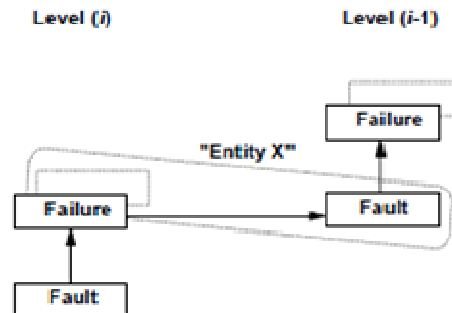 Level (i)
Level (i-1)
Failure
"Entity X"
Failure
Fault
Fault